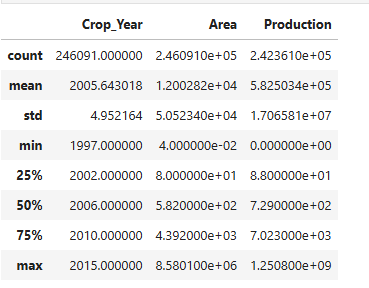 Crop_Year Area Production
count 246091.000000 2.460910e+05 2.423610e+05
mean 2005.643018 1.200282e+04 5.825034e+05
std 4.952164 5.052340e+04 1.706581e+07
min 1997.000000 4.000000e-02 0.000000e+00
25% 2002.000000 8.000000e+01 8.800000e+01
50% 2006.000000 5.820000e+02 7.290000e+02
75% 2010.000000 4.392000e+03 7.023000e+03
max 2015.000000 8.580100e+06 1.250800e+09